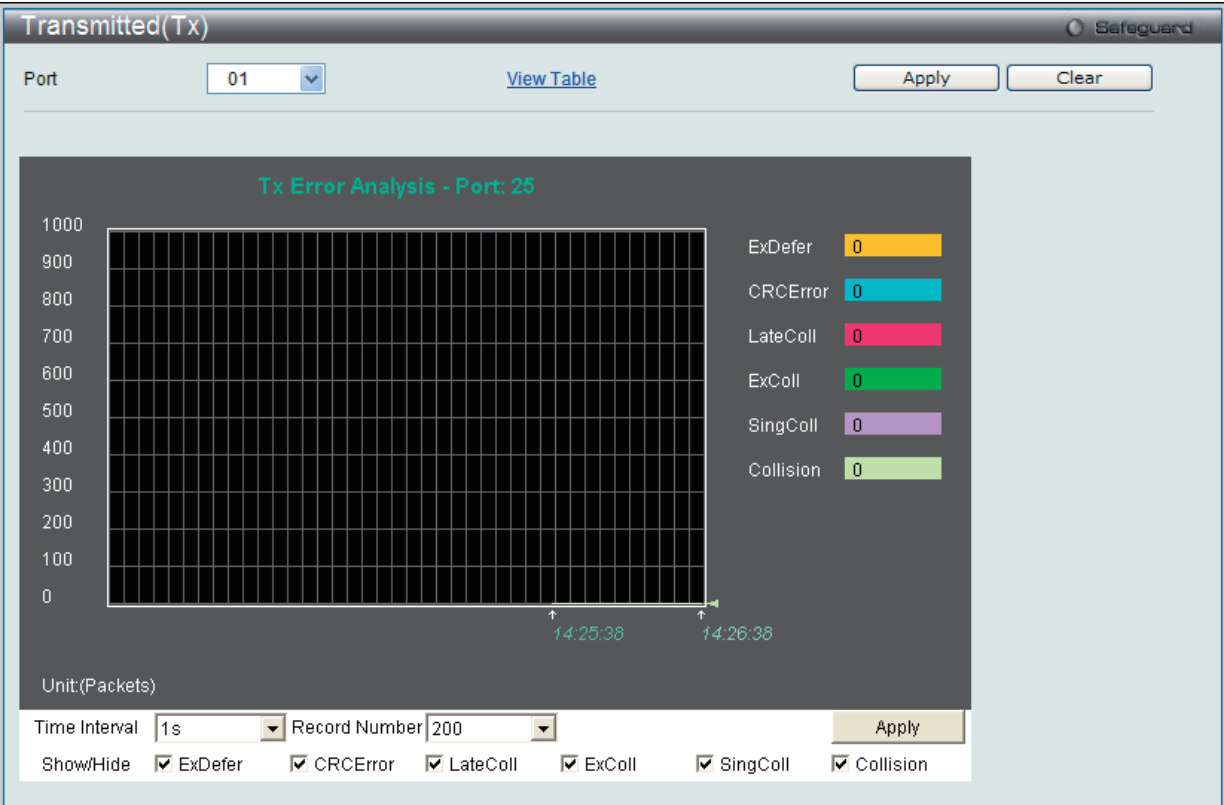 Transmitted(Tx)
Safeguard
Port 01 View Table Apply Clear
Tx Error Analysis - Port: 25
1000
900
800
700
600
500
400
300
200
100
0
ExDefer 0
CRCError 0
LateColl 0
ExColl 0
SingColl 0
Collision 0
14:25:38 14:26:38
Unit:(Packets)
Time Interval 1s Record Number 200 Apply
Show/Hide ExDefer CRCError LateColl ExColl SingColl Collision